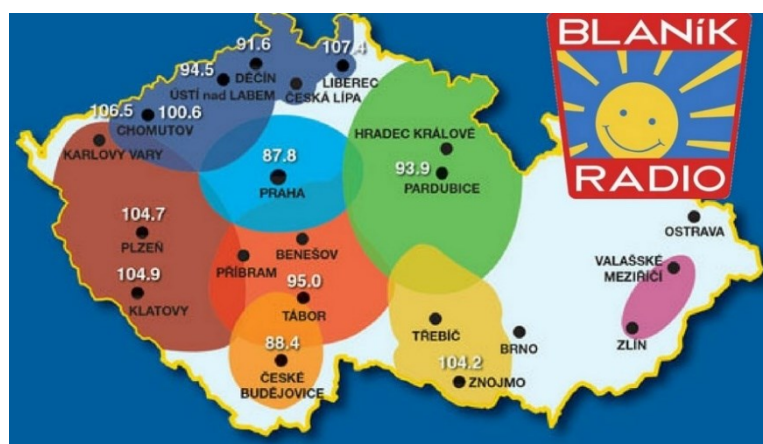 BLANíK
RADIO
91.6
DĚČÍN
107.4
LIBEREC
94.5
ÚSTÍ nad LABEM
ČESKÁ LÍPA
106.5
100.6
CHOMUTOV
KARLOVY VARY
87.8
PRAHA
HRADEC KRÁLOVÉ
93.9
PARDUBICE
104.7
PLZEŇ
BENEŠOV
PŘÍBRAM
104.9
KLATOVY
95.0
TÁBOR
88.4
ČESKÉ
BUDĚJOVICE
TŘEBÍČ
BRNO
104.2
ZNOJMO
OSTRAVA
VALAŠSKÉ
MEZIŘÍČÍ
ZLÍN